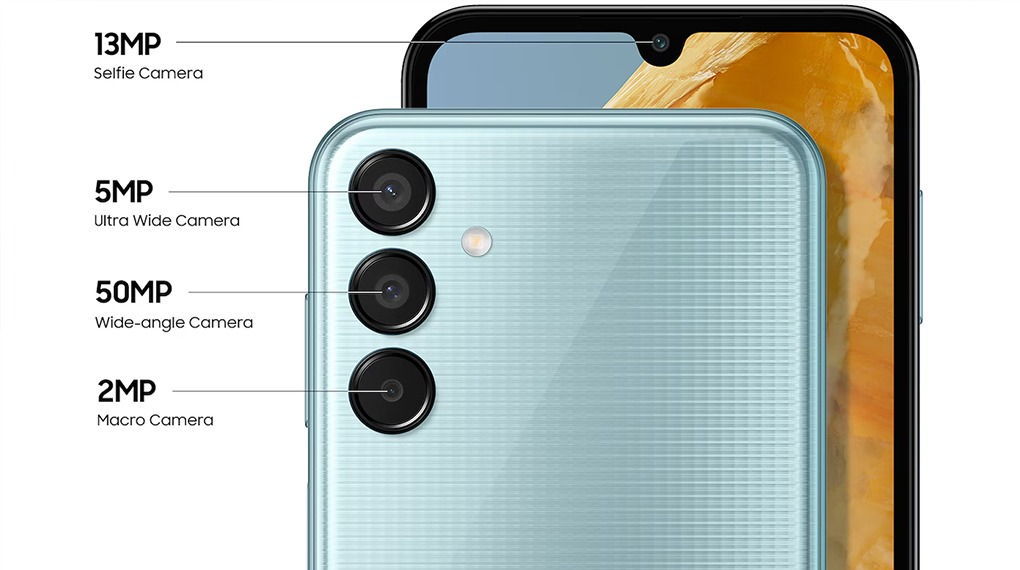 13MP
Selfie Camera
5MP
Ultra Wide Camera
50MP
Wide-angle Camera
2MP
Macro Camera